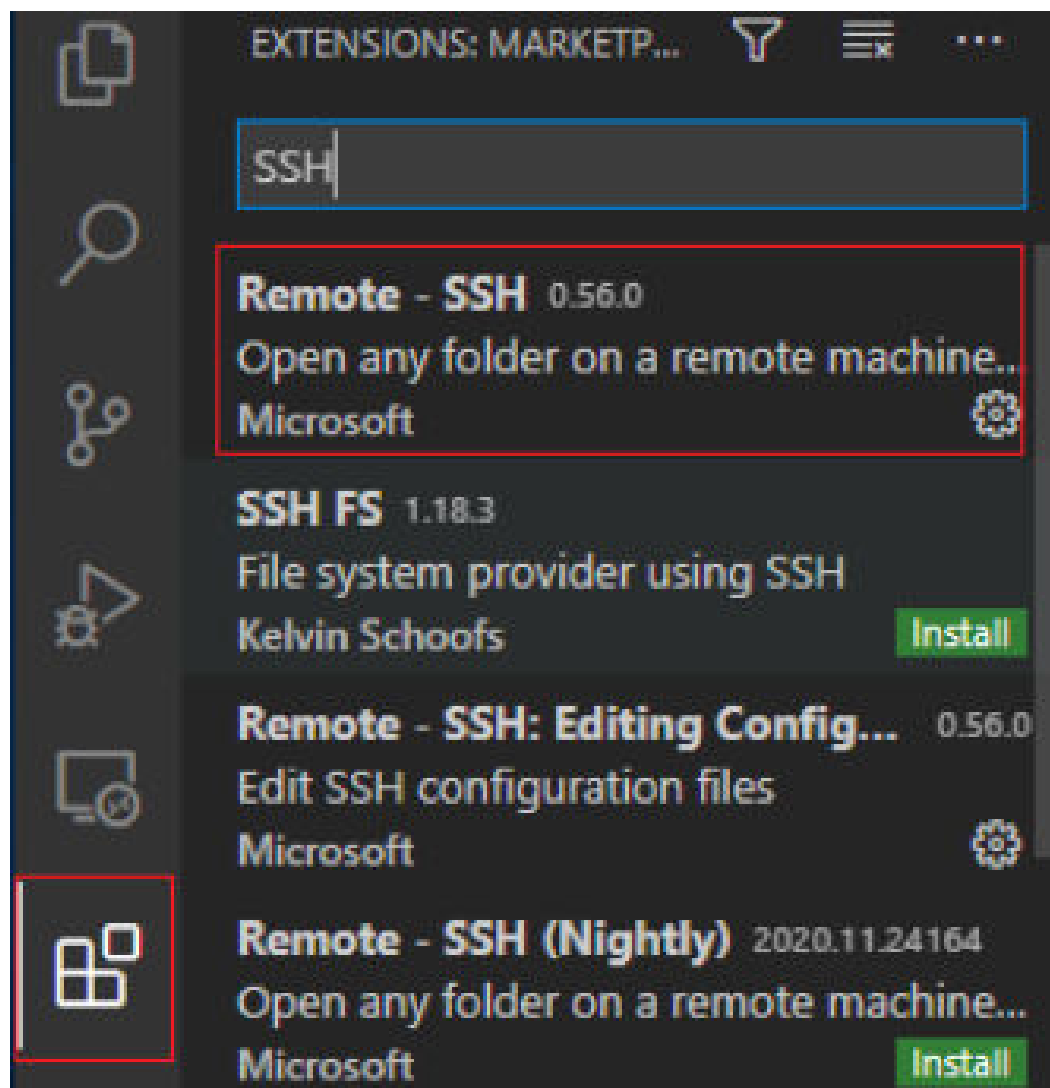 EXTENSIONS: MARKETP...
SSH
Remote - SSH 0.56.0
Open any folder on a remote machine...
Microsoft
SSH FS 1.18.3
File system provider using SSH
Kelvin Schoofs Install
Remote - SSH: Editing Config... 0.56.0
Edit SSH configuration files
Microsoft
Remote - SSH (Nightly) 2020.11.24164
Open any folder on a remote machine...
Microsoft Install